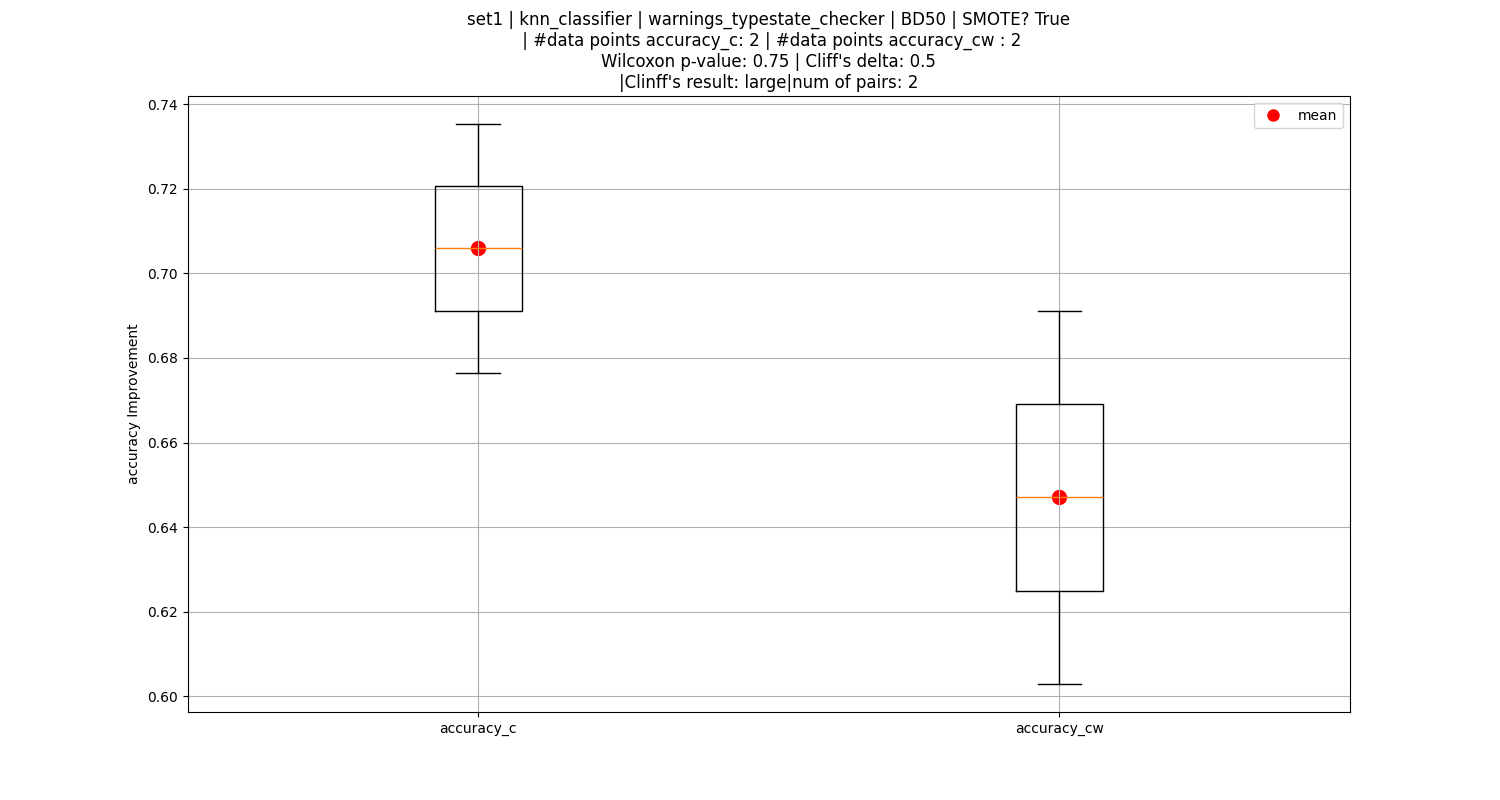 set1 | knn_classifier | warnings_typestate_checker | BD50 | SMOTE? True
| #data points accuracy_c: 2 | #data points accuracy_cw : 2
Wilcoxon p-value: 0.75 | Cliff's delta: 0.5
|Clinff's result: large|num of pairs: 2
mean
0.74
0.72
0.70
0.68
0.66
0.64
0.62
0.60
accuracy Improvement
accuracy_c
accuracy_cw